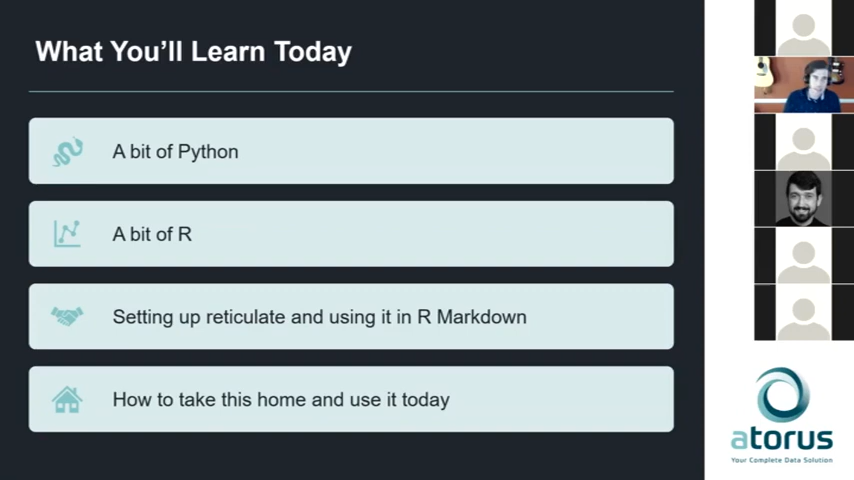 What You'll Learn Today
A bit of Python
A bit of R
Setting up reticulate and using it in R Markdown
How to take this home and use it today
atorus
Your Complete Data Solution